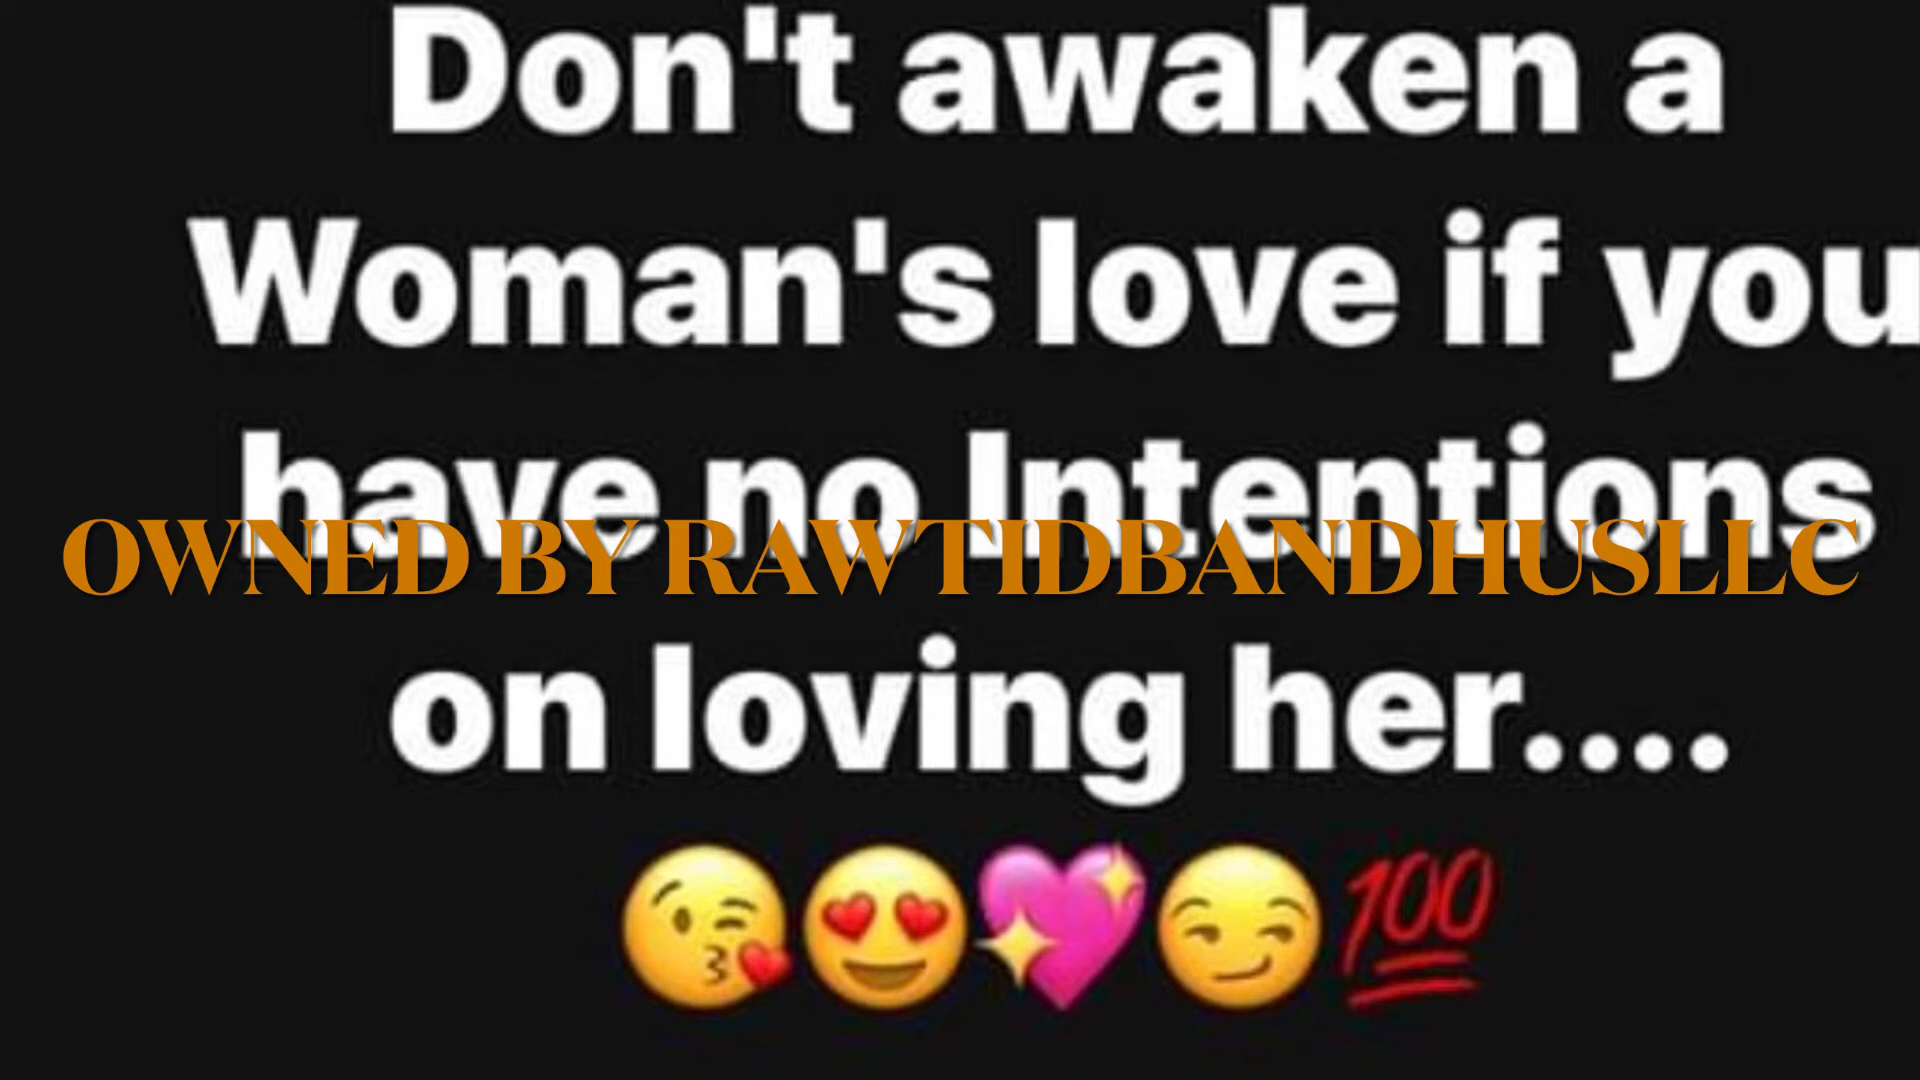 Don't awaken a
Woman's love if you
have no Intentions
OWNED BY RAWTIDBANDHUSLLC
on loving her....
😘😍💖😏💯